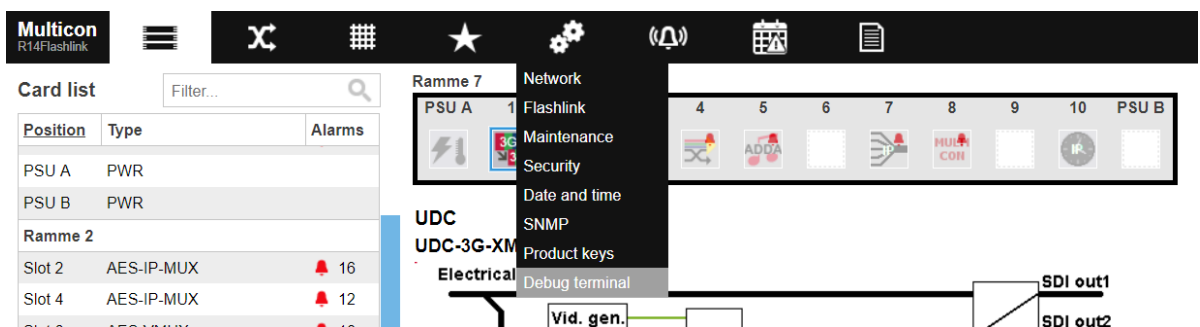 Multicon
R14Flashlink
Card list
Filter...
Position Type Alarms
PSU A PWR
PSU B PWR
Ramme 2
Slot 2 AES-IP-MUX 16
Slot 4 AES-IP-MUX 12
Network
Flashlink
Maintenance
Security
Date and time
SNMP
Product keys
Debug terminal
Ramme 7
PSU A 1 4 5 6 7 8 9 10 PSU B
3G
ADDA
IP
MULTI
CON
IR
UDC
UDC-3G-XM
Electrical
SDI out1
Vid. gen.
SDI out2